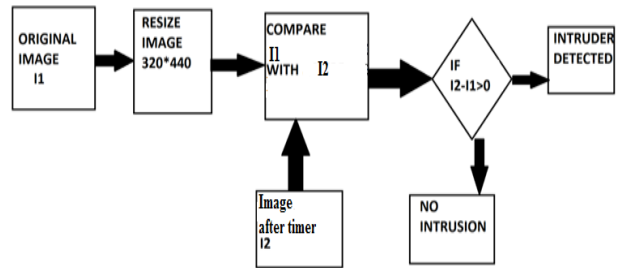 ORIGINAL
IMAGE
I1
RESIZE
IMAGE
320*440
COMPARE
I1
WITH I2
IF
I2-I1>0
INTRUDER
DETECTED
Image
after timer
I2
NO
INTRUSION